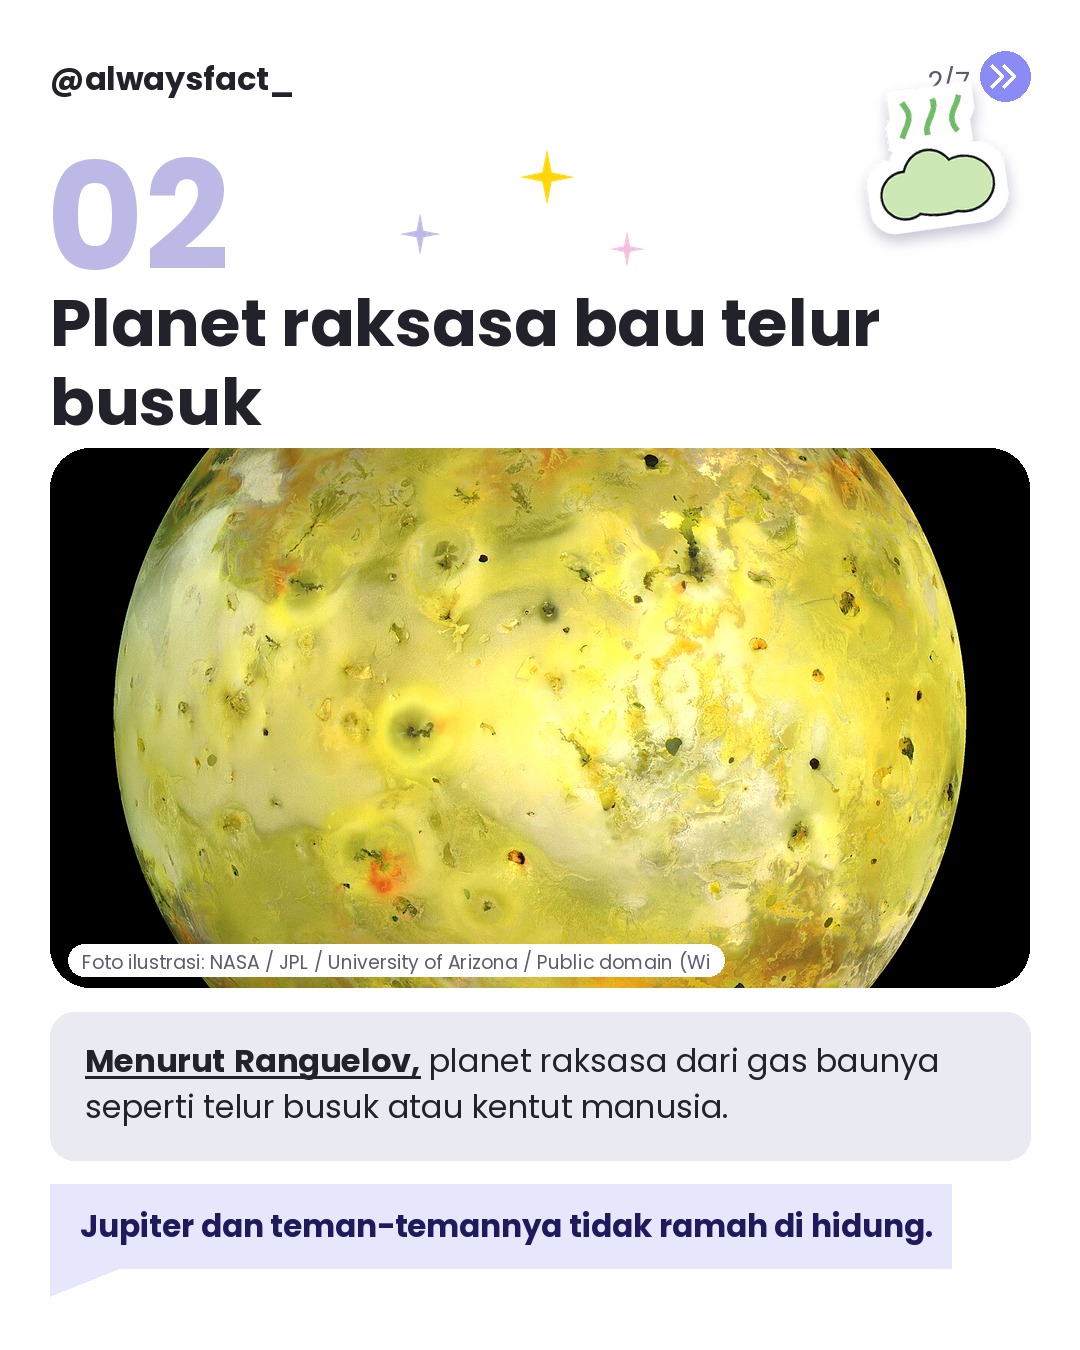 @alwaysfact_
2/7
02
Planet raksasa bau telur
busuk
Foto ilustrasi: NASA / JPL / University of Arizona / Public domain (Wi
Menurut Ranguelov, planet raksasa dari gas baunya
seperti telur busuk atau kentut manusia.
Jupiter dan teman-temannya tidak ramah di hidung.